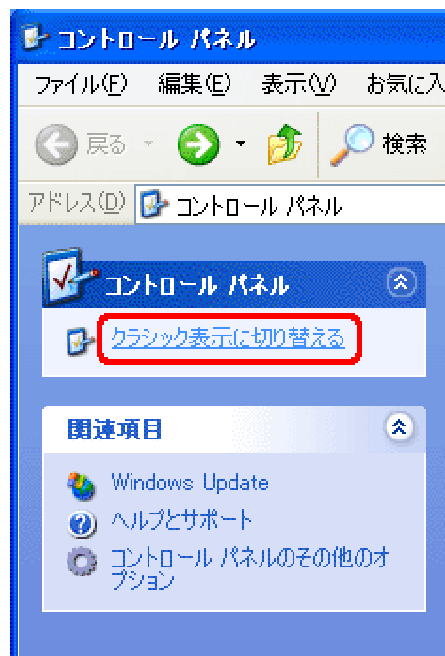 コントロール パネル
ファイル(F) 編集(E) 表示(V) お気に入
戻る 検索
アドレス(D) コントロール パネル
コントロール パネル
クラシック表示に切り替える
関連項目
Windows Update
ヘルプとサポート
コントロール パネルのその他のオ
プション